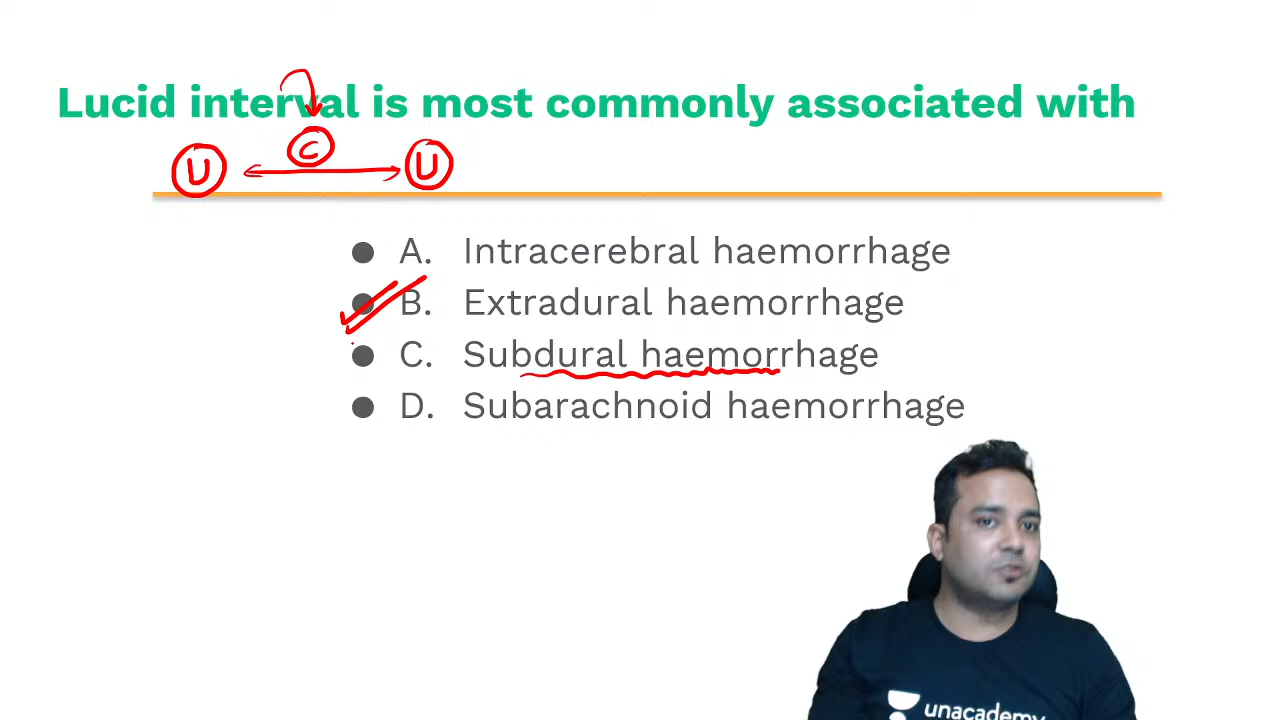 Lucid interval is most commonly associated with
C
U U
A. Intracerebral haemorrhage
B. Extradural haemorrhage
C. Subdural haemorrhage
D. Subarachnoid haemorrhage
unacademy